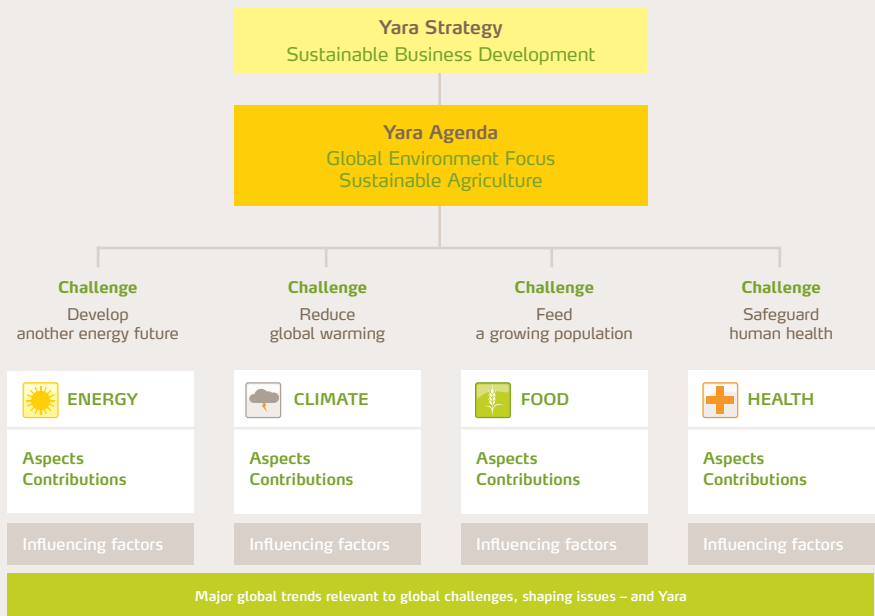 Yara Strategy
Sustainable Business Development
Yara Agenda
Global Environment Focus
Sustainable Agriculture
Challenge
Develop
another energy future
Challenge
Reduce
global warming
Challenge
Feed
a growing population
Challenge
Safeguard
human health
ENERGY
CLIMATE
FOOD
HEALTH
Aspects
Contributions
Aspects
Contributions
Aspects
Contributions
Aspects
Contributions
Influencing factors
Influencing factors
Influencing factors
Influencing factors
Major global trends relevant to global challenges, shaping issues – and Yara